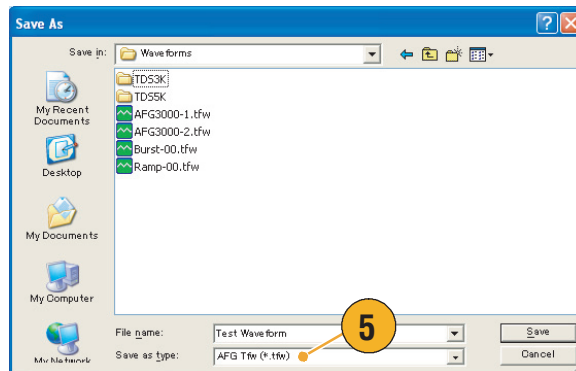 Save As
Save in:
Waveforms
TDS3K
TDS5K
AFG3000-1.tfw
AFG3000-2.tfw
Burst-00.tfw
Ramp-00.tfw
My Recent
Documents
Desktop
My Documents
My Computer
My Network
File name:
Test Waveform
Save
Save as type:
AFG Tfw (*.tfw)
Cancel
5